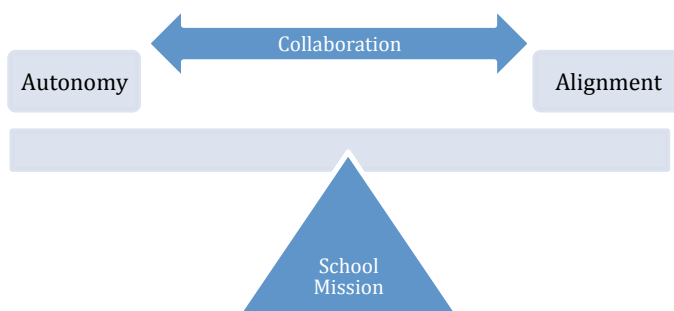 Collaboration
Autonomy
Alignment
School
Mission